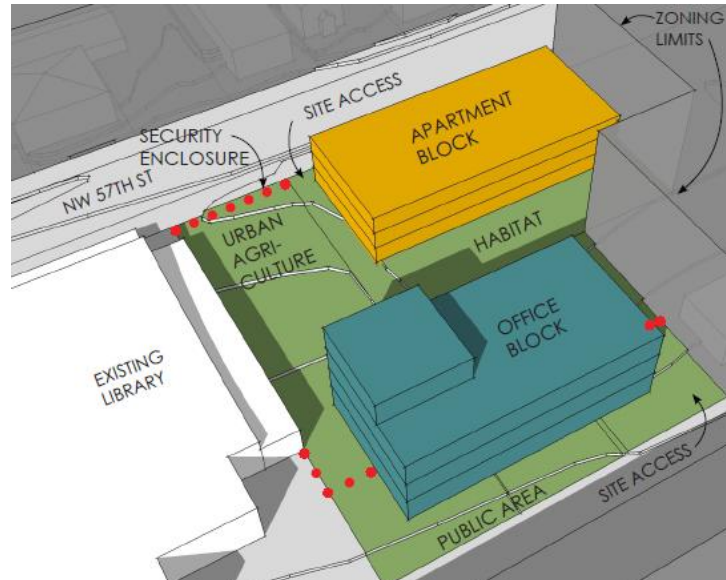 ZONING
LIMITS
SITE ACCESS
APARTMENT
BLOCK
SECURITY
ENCLOSURE
NW 57TH ST
URBAN
AGRI-
CULTURE
HABITAT
OFFICE
BLOCK
EXISTING
LIBRARY
SITE ACCESS
PUBLIC AREA